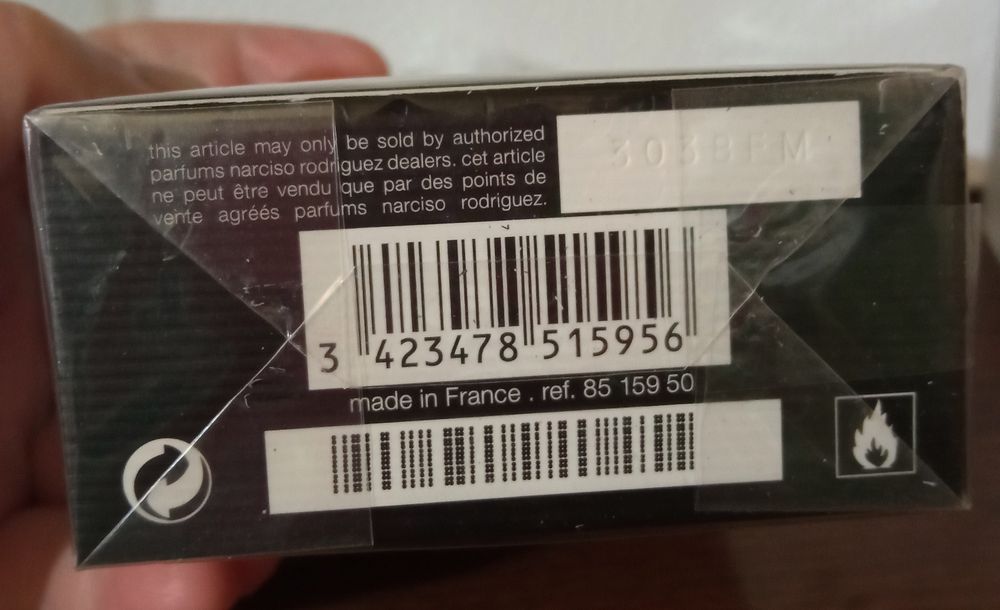 this article may only be sold by authorized
parfums narciso rodriguez dealers. cet article
ne peut être vendu que par des points de
vente agréés parfums narciso rodriguez.
3 423478 515956
made in France . ref. 85 159 50